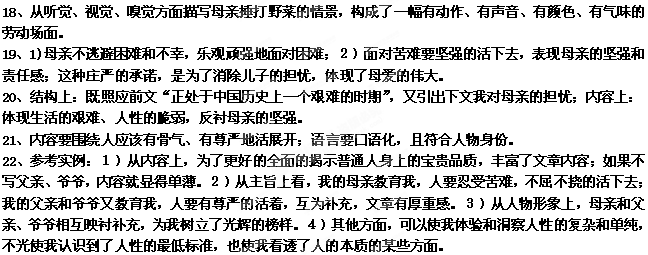 18、从听觉、视觉、嗅觉方面描写母亲捶打野菜的情景，构成了一幅有动作、有声音、有颜色、有气味的
劳动场面。
19、1)母亲不逃避困难和不幸，乐观顽强地面对困难；2）面对苦难要坚强的活下去，表现母亲的坚强和
责任感；这种庄严的承诺，是为了消除儿子的担忧，体现了母爱的伟大。
20、结构上：既照应前文“正处于中国历史上一个艰难的时期”，又引出下文我对母亲的担忧；内容上：
体现生活的艰难、人性的脆弱，反衬母亲的坚强。
21、内容要围绕人应该有骨气、有尊严地活展开；语言要口语化，且符合人物身份。
22、参考实例：1）从内容上，为了更好的全面的揭示普通人身上的宝贵品质，丰富了文章内容；如果不
写父亲、爷爷，内容就显得单薄。2）从主旨上看，我的母亲教育我，人要忍受苦难，不屈不挠的活下去；
我的父亲和爷爷又教育我，人要有尊严的活着，互为补充，文章有厚重感。3）从人物形象上，母亲和父
亲、爷爷相互映衬补充，为我树立了光辉的榜样。4）其他方面，可以使我体验和洞察人性的复杂和单纯，
不光使我认识到了人性的最低标准，也使我看透了人的本质的某些方面。